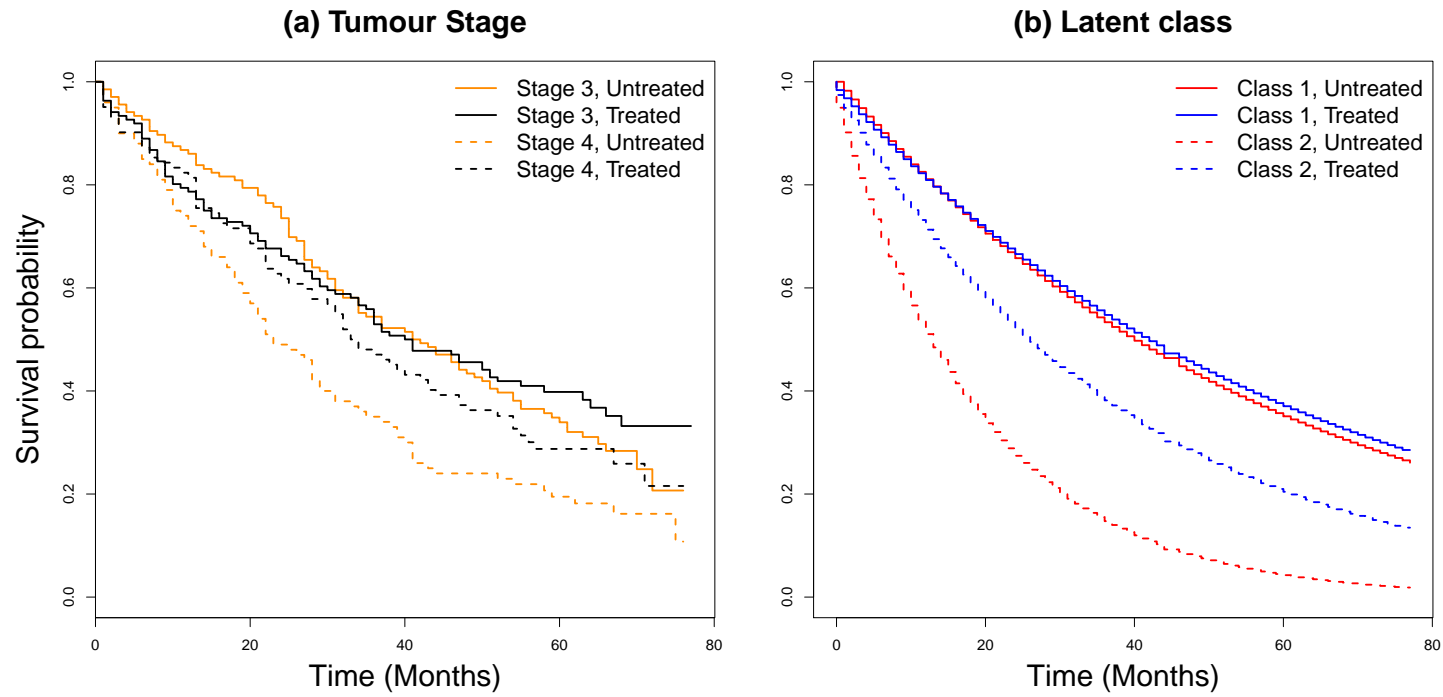 (a) Tumour Stage
Survival probability
1.0
0.8
0.6
0.4
0.2
0.0
Stage 3, Untreated
Stage 3, Treated
Stage 4, Untreated
Stage 4, Treated
0 20 40 60 80
Time (Months)
(b) Latent class
1.0
0.8
0.6
0.4
0.2
0.0
Class 1, Untreated
Class 1, Treated
Class 2, Untreated
Class 2, Treated
0 20 40 60 80
Time (Months)